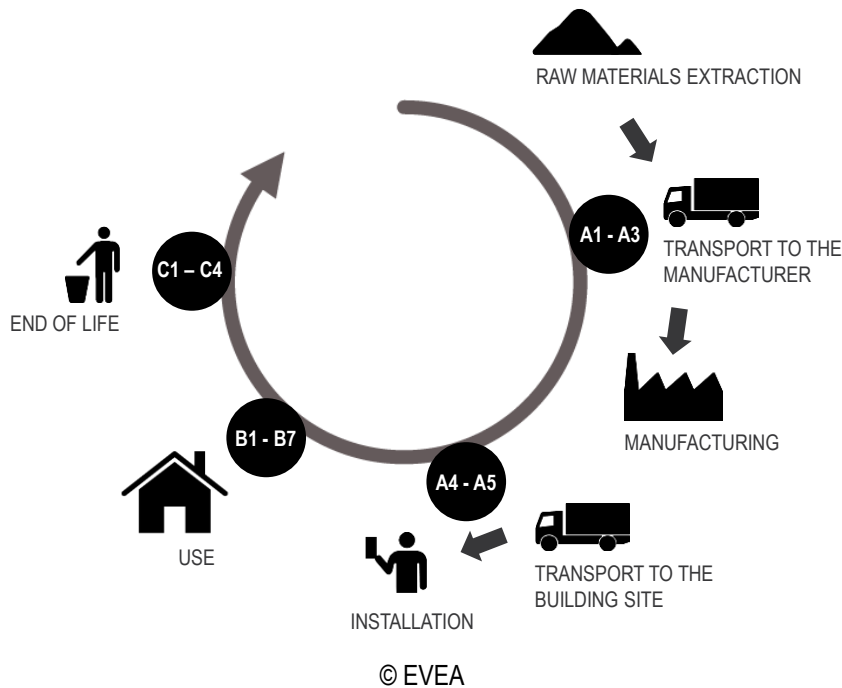 RAW MATERIALS EXTRACTION
A1 - A3
TRANSPORT TO THE
MANUFACTURER
MANUFACTURING
A4 - A5
TRANSPORT TO THE
BUILDING SITE
INSTALLATION
B1 - B7
USE
C1 – C4
END OF LIFE
© EVEA